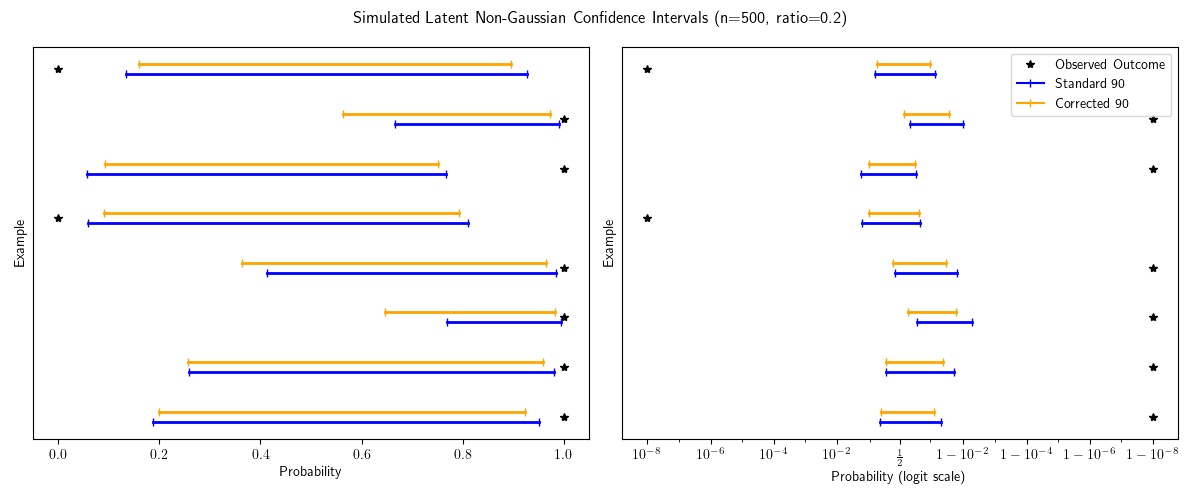 Simulated Latent Non-Gaussian Confidence Intervals (n=500, ratio=0.2)
Example
0.0 0.2 0.4 0.6 0.8 1.0
Probability
Example
Observed Outcome
Standard 90
Corrected 90
10⁻⁸ 10⁻⁶ 10⁻⁴ 10⁻² 1/2 1 − 10⁻² 1 − 10⁻⁴ 1 − 10⁻⁶ 1 − 10⁻⁸
Probability (logit scale)